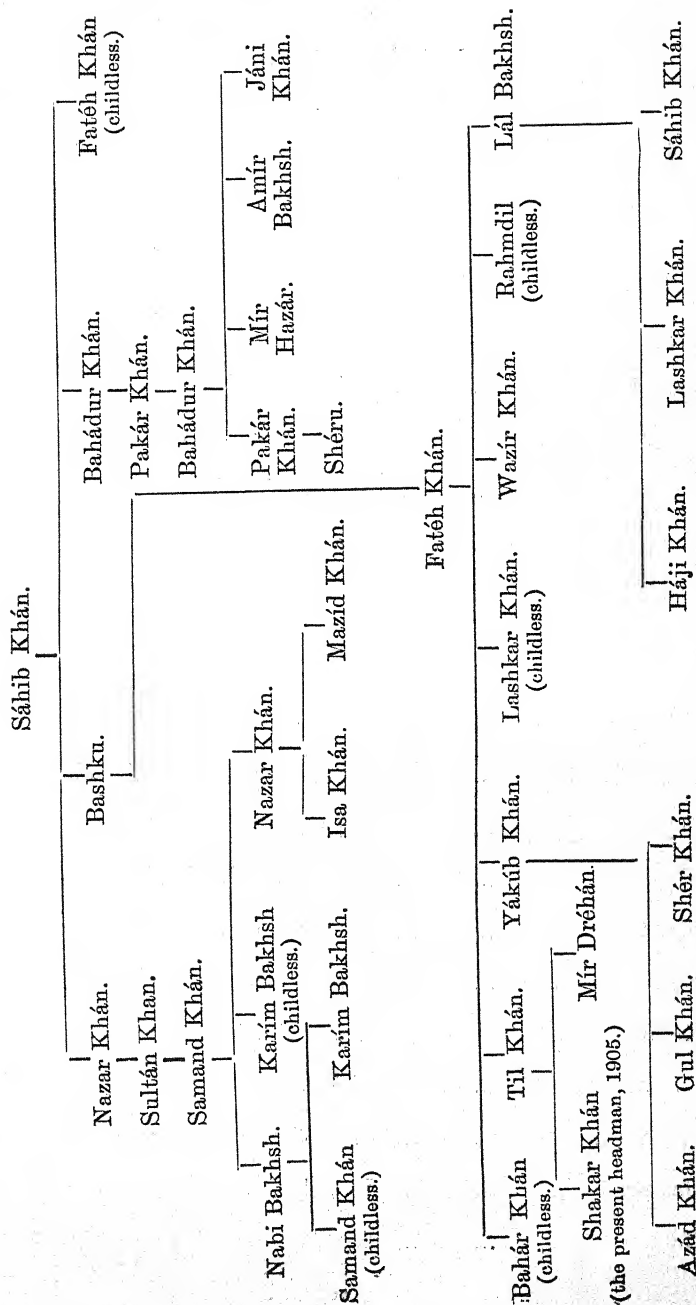 Sáhib Khán.
Nazar Khán. Bashku. Bahádur Khán. Fatéh Khán
(childless.)
Sultán Khan. Pakár Khán.
Samand Khán. Bahádur Khán.
Nabi Bakhsh. Karím Bakhsh Nazar Khán. Pakár Mír Amír Jáni
(childless.) Khán. Hazár. Bakhsh. Khán.
Samand Khán Karím Bakhsh. Isa Khán. Mazíd Khán. Shéru.
(childless.)
Fatéh Khán.
Bahár Khán Til Khán. Yákúb Khán. Lashkar Khán. Wazír Khán. Rahmdil Lál Bakhsh.
(childless.) (childless.) (childless.)
Shakar Khán Mír Dréhán.
(the present headman, 1905.)
Azád Khán. Gul Khán. Shér Khán. Háji Khán. Lashkar Khán. Sáhib Khán.